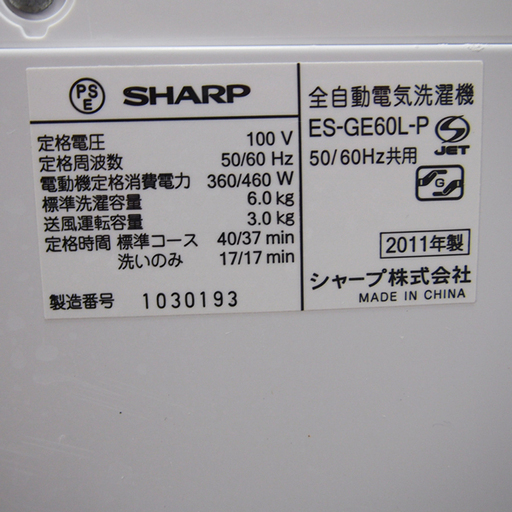 PS
E
SHARP
定格電圧 100 V
定格周波数 50/60 Hz
電動機定格消費電力 360/460 W
標準洗濯容量 6.0 kg
送風運転容量 3.0 kg
定格時間 標準コース 40/37 min
洗いのみ 17/17 min
製造番号 1030193
全自動電気洗濯機
ES-GE60L-P
JET
50/60Hz共用
G
2011年製
シャープ株式会社
MADE IN CHINA